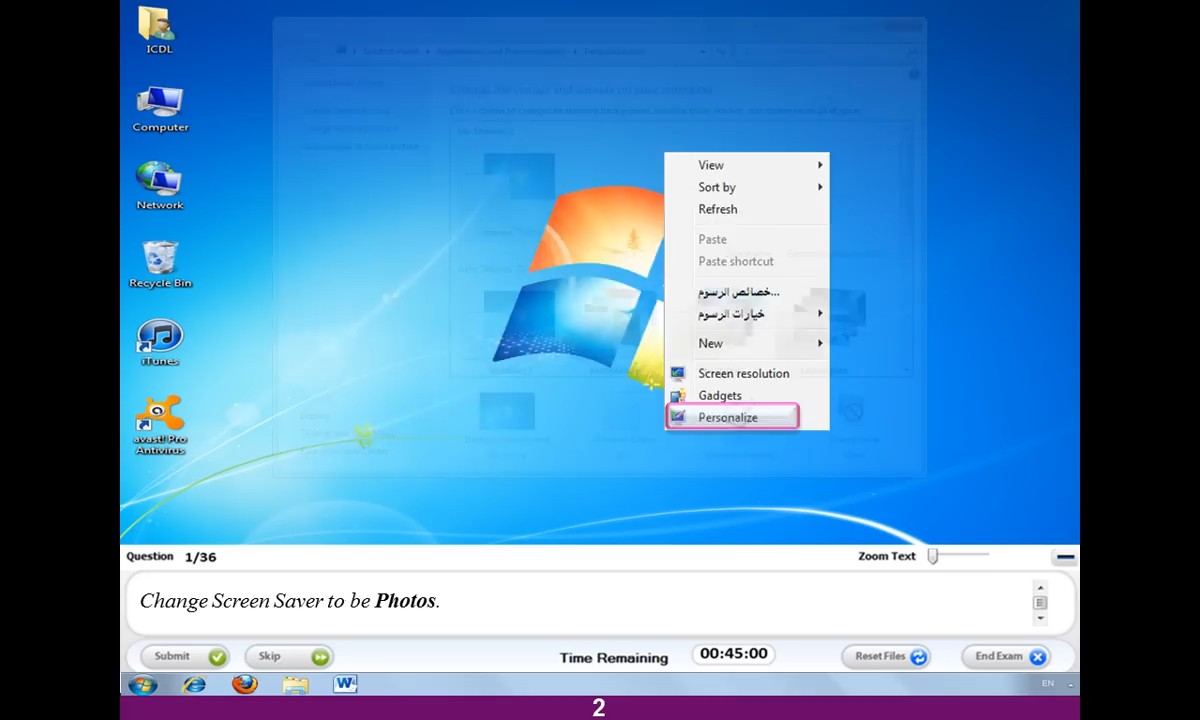 ICDL
Computer
Network
Recycle Bin
iTunes
avast! Pro
Antivirus
View
Sort by
Refresh
Paste
Paste shortcut
خصائص الرسوم...
خيارات الرسوم
New
Screen resolution
Gadgets
Personalize
Question 1/36
Zoom Text
Change Screen Saver to be Photos.
Submit
Skip
Time Remaining
00:45:00
Reset Files
End Exam
EN
2